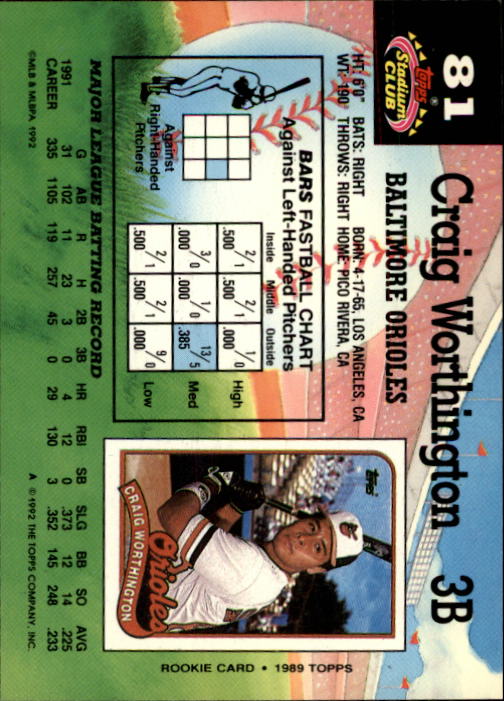 81
Craig Worthington 3B
Topps
Stadium
CLUB
BALTIMORE ORIOLES
HT: 6'0" BATS: RIGHT BORN: 4-17-65, LOS ANGELES, CA
WT: 190 THROWS: RIGHT HOME: PICO RIVERA, CA
BARS FASTBALL CHART
Against Left-Handed Pitchers
Inside Middle Outside
2/1 .500 2/1 .500 1/0 .000 High
3/0 .000 1/0 .000 13/5 .385 Med
2/1 .500 2/1 .500 9/0 .000 Low
Against
Right-Handed
Pitchers
Topps
Orioles
CRAIG WORTHINGTON
ROOKIE CARD • 1989 TOPPS
MAJOR LEAGUE BATTING RECORD
G AB R H 2B 3B HR RBI SB SLG BB SO AVG
1991 31 102 11 23 3 0 4 12 0 .373 12 14 .225
CAREER 335 1105 119 257 45 0 29 130 3 .352 145 248 .233
©MLB & MLBPA 1992
A ©1992 THE TOPPS COMPANY, INC.